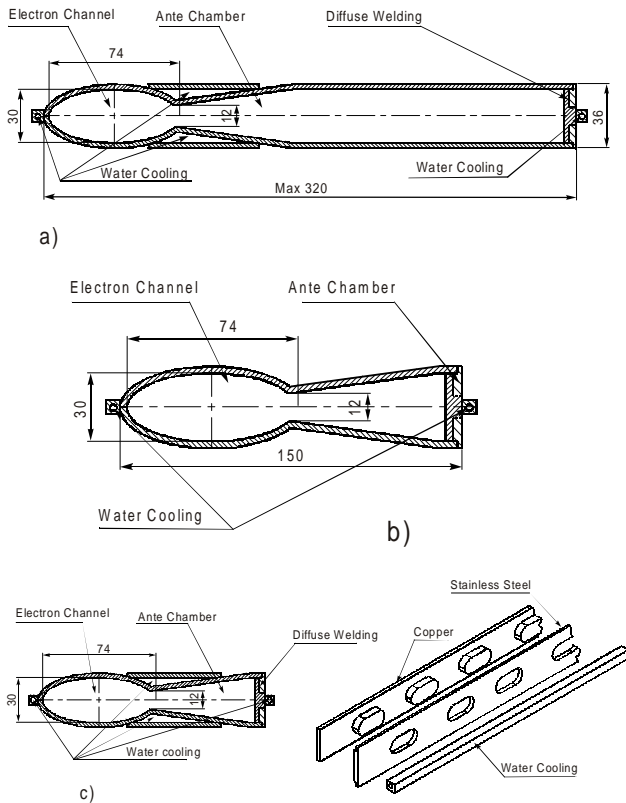 Electron Channel
Ante Chamber
Diffuse Welding
74
30
12
36
Water Cooling
Water Cooling
Max 320
a)
Electron Channel
Ante Chamber
74
30
12
150
Water Cooling
b)
Electron Channel
Ante Chamber
Diffuse Welding
74
30
12
Water cooling
c)
Stainless Steel
Copper
Water Cooling